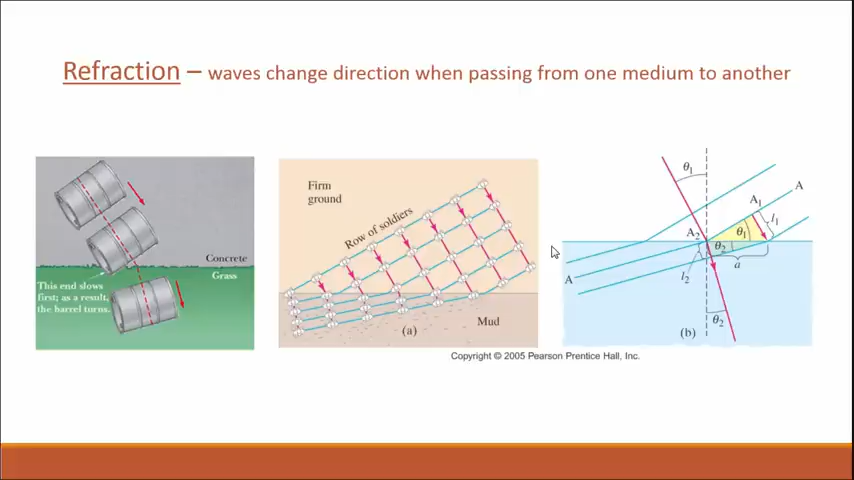 Refraction – waves change direction when passing from one medium to another
Concrete
Grass
This end slows
first; as a result,
the barrel turns.
Firm
ground
Row of soldiers
(a)
Mud
θ1
A
A1
l1
A2
θ1
θ2
a
A
l2
θ2
(b)
Copyright © 2005 Pearson Prentice Hall, Inc.